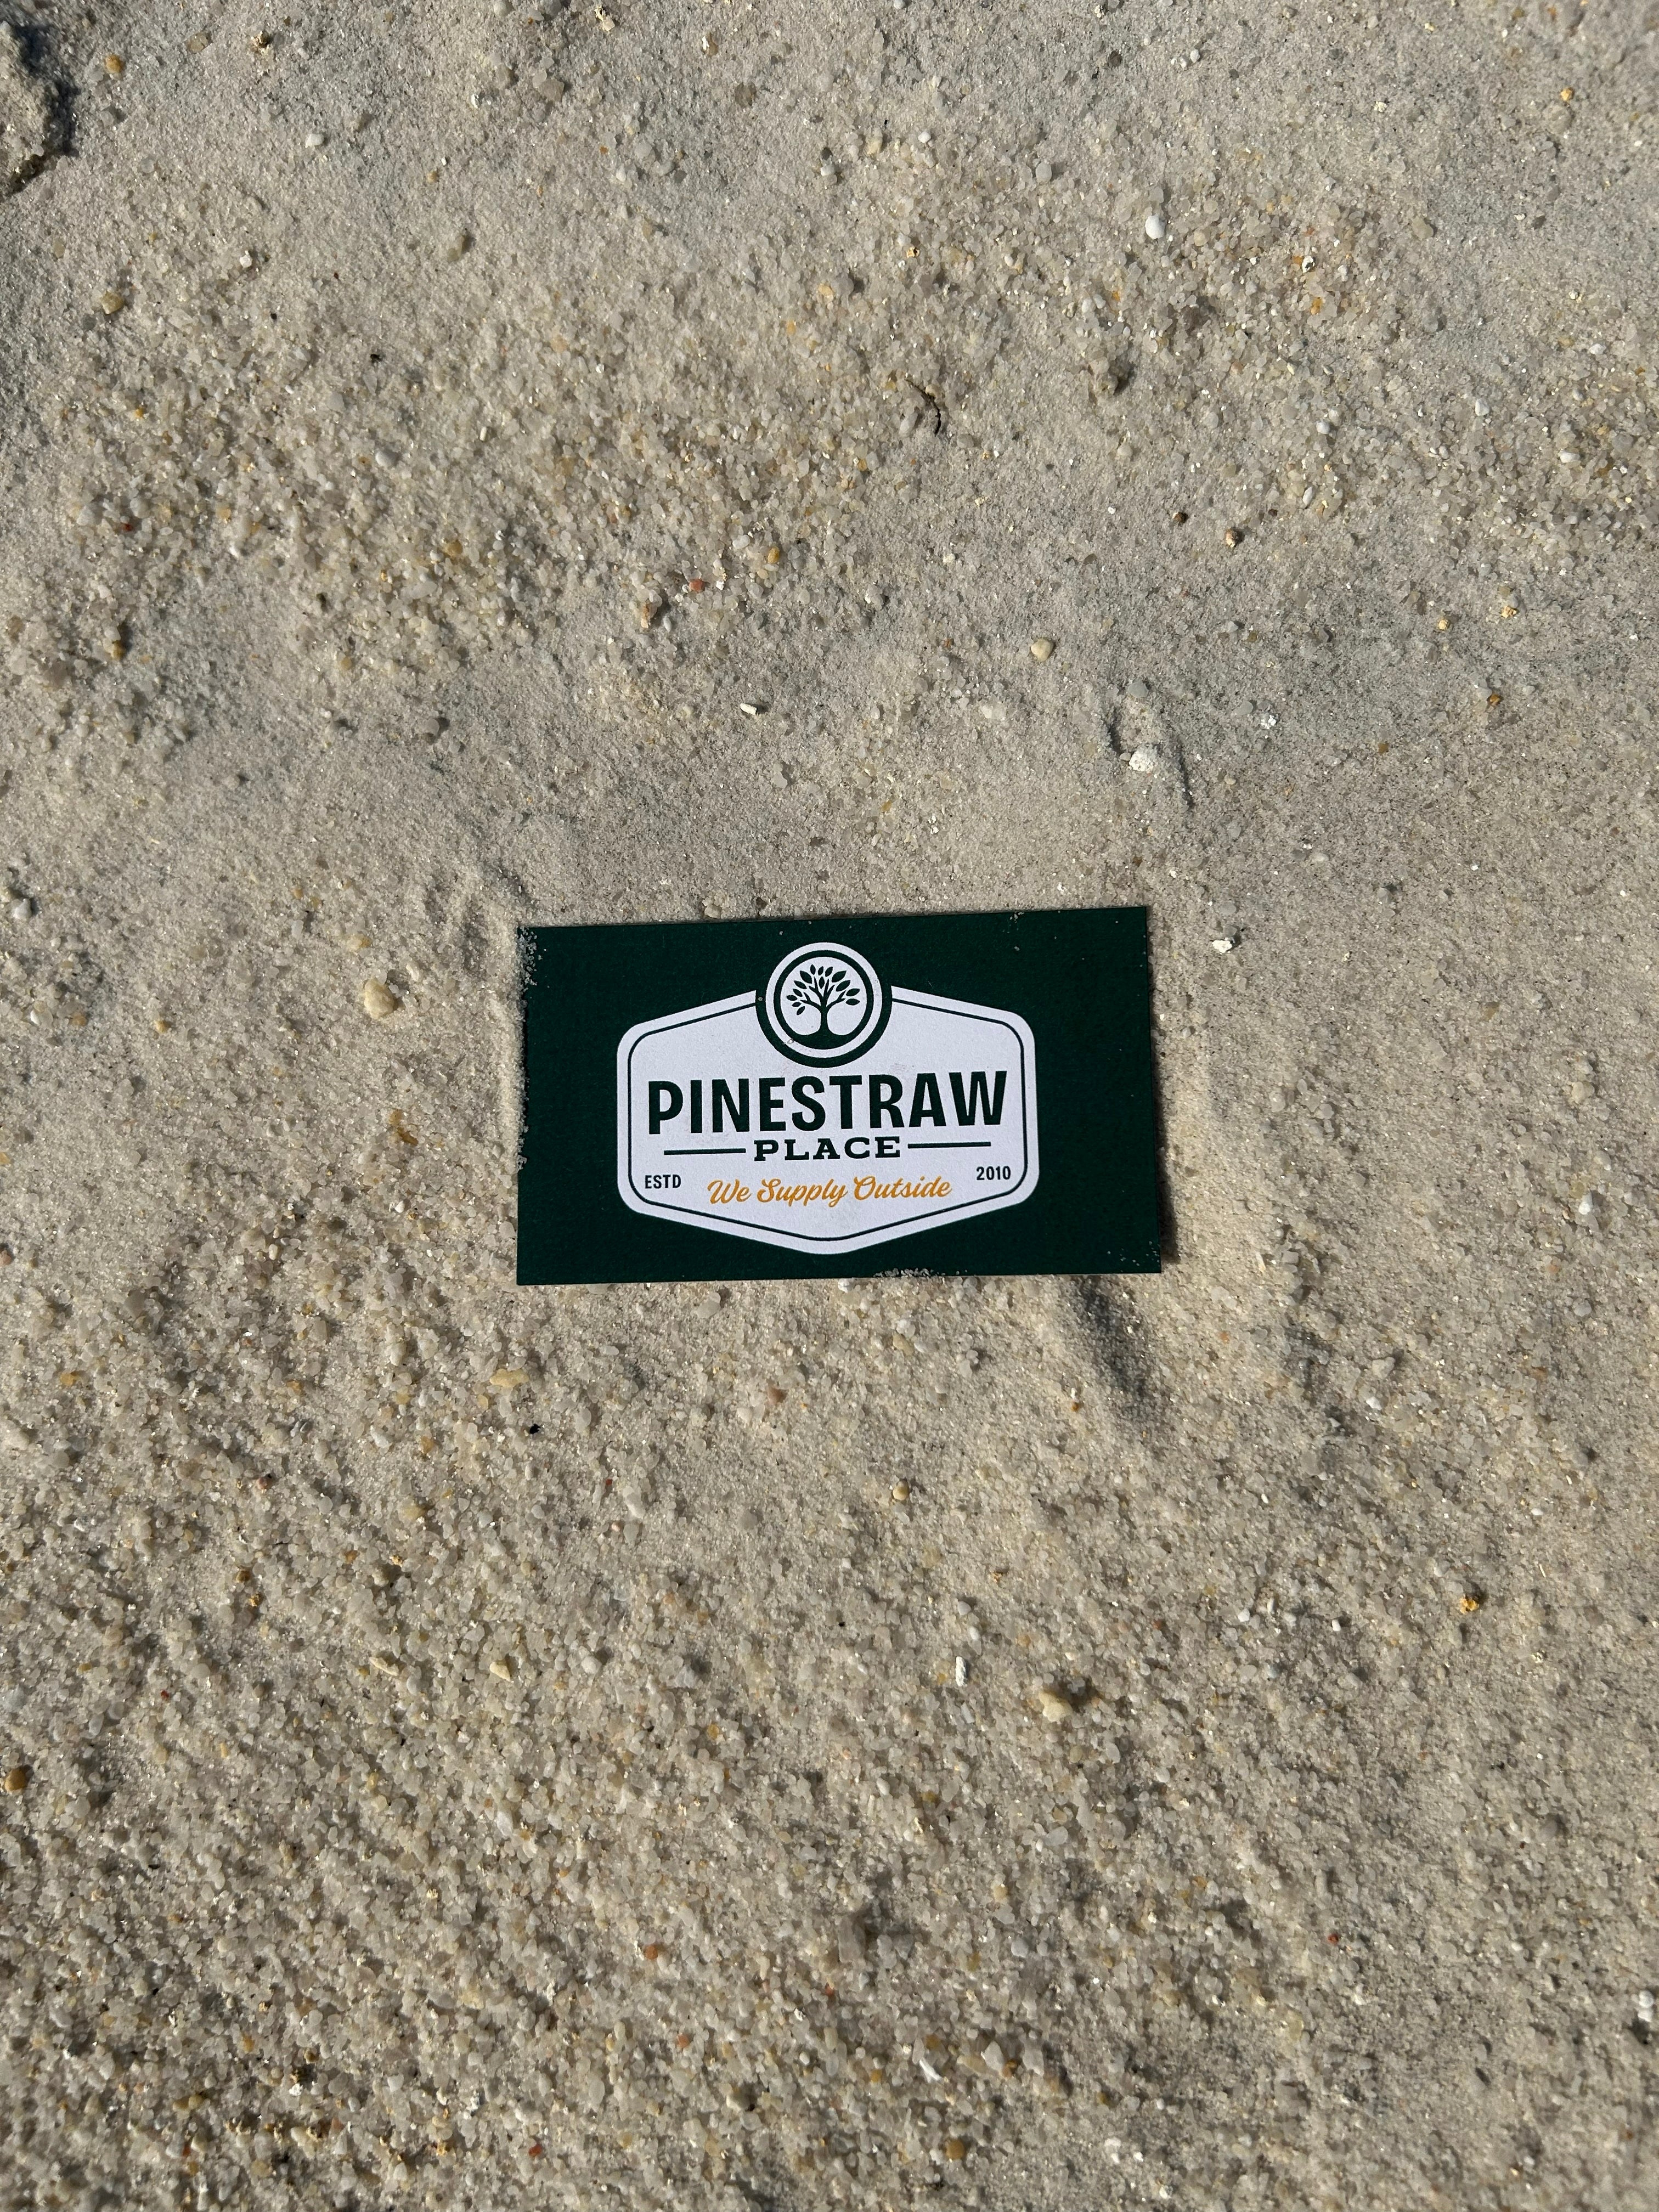 PINESTRAW
PLACE
ESTD 2010
We Supply Outside